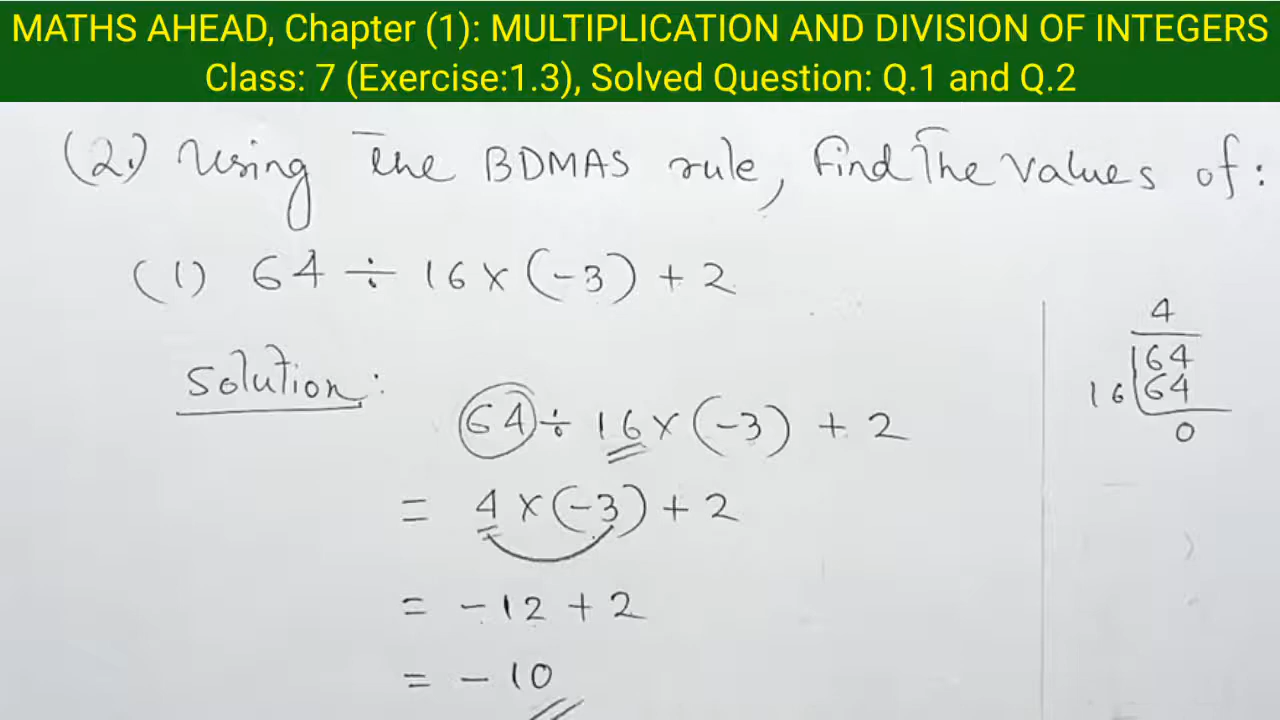 MATHS AHEAD, Chapter (1): MULTIPLICATION AND DIVISION OF INTEGERS
Class: 7 (Exercise:1.3), Solved Question: Q.1 and Q.2
(2.) Using the BDMAS rule, find The values of:
(1) 64 ÷ 16 × (-3) + 2
Solution:
64 ÷ 16 × (-3) + 2
= 4 × (-3) + 2
= -12 + 2
= -10
4
64
16 64
0